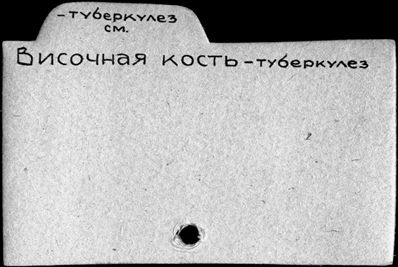 -туберкулез
см.
Височная кость-туберкулез